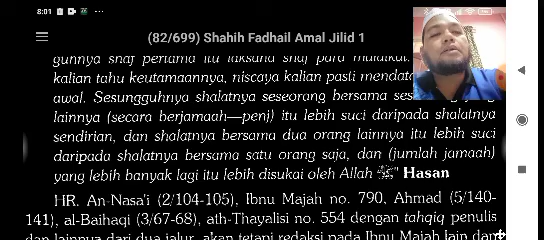 8:01
(82/699) Shahih Fadhail Amal Jilid 1
gunnya shaf pertama itu laksana shaf para malaikat.
kalian tahu keutamaannya, niscaya kalian pasti
awal. Sesungguhnya shalatnya seseorang bersama
lainnya (secara berjamaah—penj) itu lebih suci daripada shalatnya
sendirian, dan shalatnya bersama dua orang lainnya itu lebih suci
daripada shalatnya bersama satu orang saja, dan (jumlah jamaah)
yang lebih banyak lagi itu lebih disukai oleh Allah ﷻ" Hasan
HR. An-Nasa'i (2/104-105), Ibnu Majah no. 790, Ahmad (5/140-
141), al-Baihaqi (3/67-68), ath-Thayalisi no. 554 dengan tahqiq penulis
dan lainnya dari dua jalur, akan tetapi redaksi pada Ibnu Majah lain dari